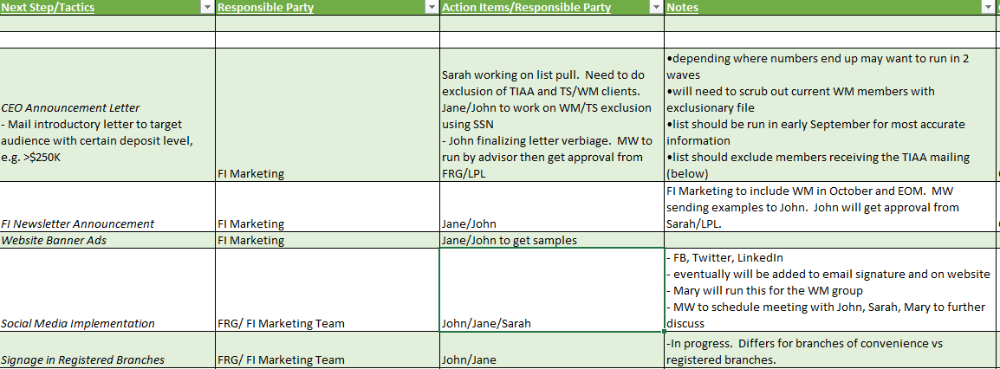 Next Step/Tactics
Responsible Party
Action Items/Responsible Party
Notes
CEO Announcement Letter
- Mail introductory letter to target
audience with certain deposit level,
e.g. >$250K
FI Marketing
Sarah working on list pull.  Need to do
exclusion of TIAA and TS/WM clients.
Jane/John to work on WM/TS exclusion
using SSN
- John finalizing letter verbiage.  MW to
run by advisor then get approval from
FRG/LPL
•depending where numbers end up may want to run in 2
waves
•will need to scrub out current WM members with
exclusionary file
•list should be run in early September for most accurate
information
•list should exclude members receiving the TIAA mailing
(below)
FI Newsletter Announcement
FI Marketing
Jane/John
FI Marketing to include WM in October and EOM.  MW
sending examples to John.  John will get approval from
Sarah/LPL.
Website Banner Ads
FI Marketing
Jane/John to get samples
Social Media Implementation
FRG/ FI Marketing Team
John/Jane/Sarah
- FB, Twitter, LinkedIn
- eventually will be added to email signature and on website
- Mary will run this for the WM group
- MW to schedule meeting with John, Sarah, Mary to further
discuss
Signage in Registered Branches
FRG/ FI Marketing Team
John/Jane
-In progress.  Differs for branches of convenience vs
registered branches.